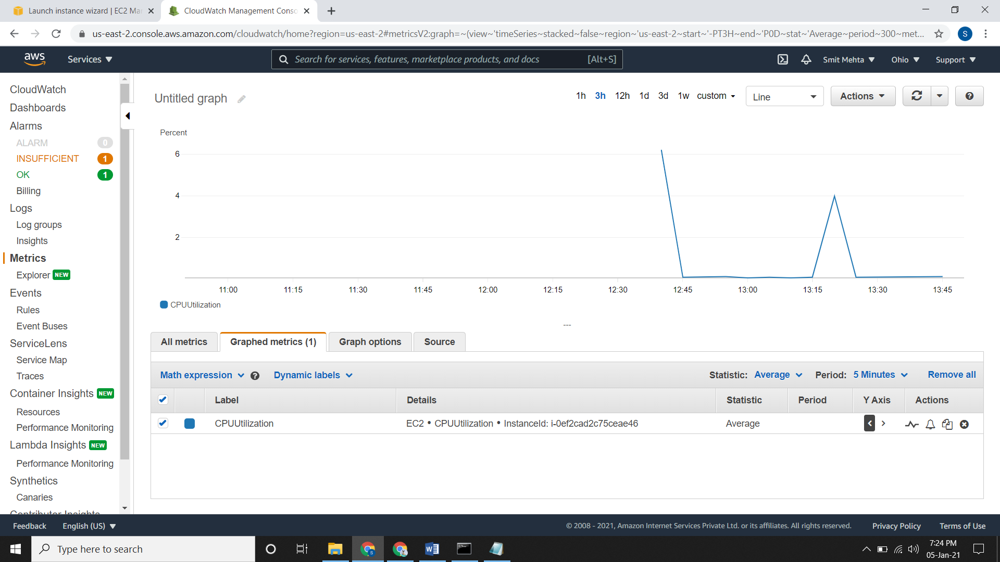 Launch instance wizard | EC2 Mar
CloudWatch Management Conso
us-east-2.console.aws.amazon.com/cloudwatch/home?region=us-east-2#metricsV2:graph=~(view~'timeSeries~stacked~false~region~'us-east-2~start~'-PT3H~end~'P0D~stat~'Average~period~300~met...
S
aws
Services
Search for services, features, marketplace products, and docs
[Alt+S]
Smit Mehta
Ohio
Support
CloudWatch
Dashboards
Alarms
ALARM 0
INSUFFICIENT 1
OK 1
Billing
Logs
Log groups
Insights
Metrics
Explorer NEW
Events
Rules
Event Buses
ServiceLens
Service Map
Traces
Container Insights NEW
Resources
Performance Monitoring
Lambda Insights NEW
Performance Monitoring
Synthetics
Canaries
Contributor Insights
Untitled graph
1h 3h 12h 1d 3d 1w custom
Line
Actions
Percent
6
4
2
11:00 11:15 11:30 11:45 12:00 12:15 12:30 12:45 13:00 13:15 13:30 13:45
CPUUtilization
All metrics
Graphed metrics (1)
Graph options
Source
Math expression
Dynamic labels
Statistic: Average
Period: 5 Minutes
Remove all
Label Details Statistic Period Y Axis Actions
CPUUtilization EC2 • CPUUtilization • InstanceId: i-0ef2cad2c75ceae46 Average
Feedback
English (US)
© 2008 - 2021, Amazon Internet Services Private Ltd. or its affiliates. All rights reserved.
Privacy Policy
Terms of Use
Type here to search
7:24 PM
05-Jan-21